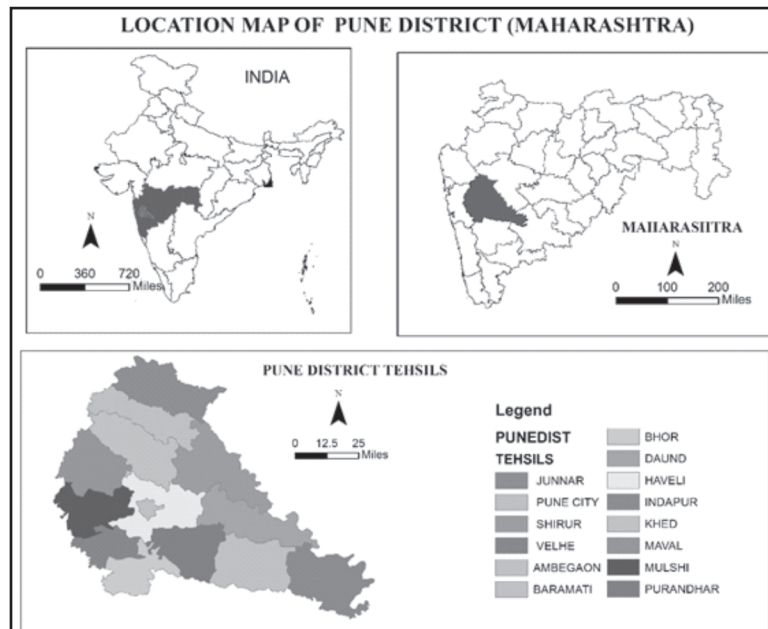 LOCATION MAP OF PUNE DISTRICT (MAHARASHTRA)
INDIA
N
0 360 720
Miles
MAHARASHTRA
N
0 100 200
Miles
PUNE DISTRICT TEHSILS
N
0 12.5 25
Miles
Legend
PUNEDIST
TEHSILS
JUNNAR
PUNE CITY
SHIRUR
VELHE
AMBEGAON
BARAMATI
BHOR
DAUND
HAVELI
INDAPUR
KHED
MAVAL
MULSHI
PURANDHAR